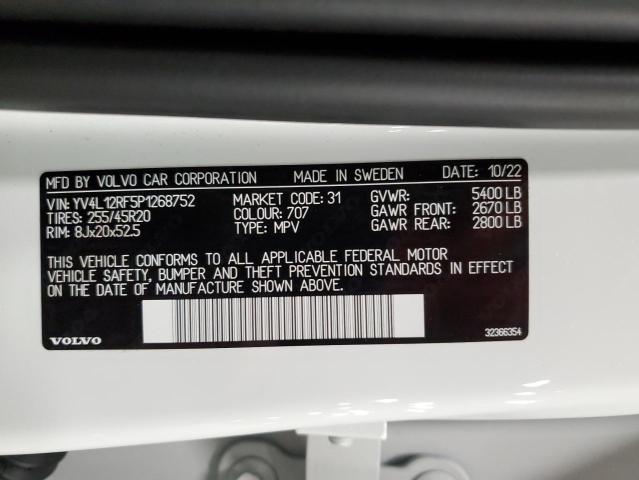 MFD BY VOLVO CAR CORPORATION MADE IN SWEDEN DATE: 10/22
VIN: YV4L12RF5P1268752 MARKET CODE: 31 GVWR: 5400 LB
TIRES: 255/45R20 COLOUR: 707 GAWR FRONT: 2670 LB
RIM: 8Jx20x52.5 TYPE: MPV GAWR REAR: 2800 LB
THIS VEHICLE CONFORMS TO ALL APPLICABLE FEDERAL MOTOR
VEHICLE SAFETY, BUMPER AND THEFT PREVENTION STANDARDS IN EFFECT
ON THE DATE OF MANUFACTURE SHOWN ABOVE.
VOLVO 32366354